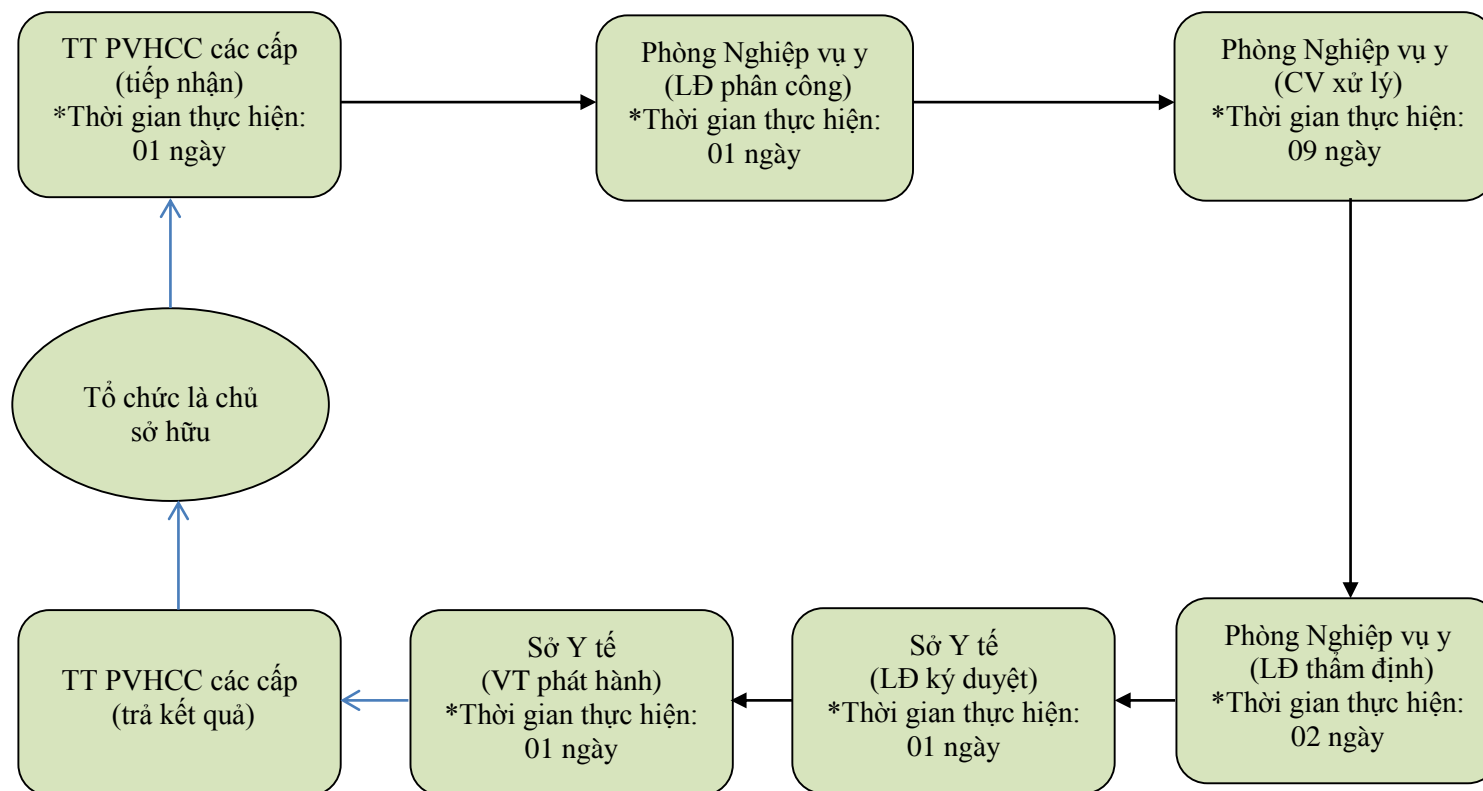 TT PVHCC các cấp
(tiếp nhận)
*Thời gian thực hiện:
01 ngày
Phòng Nghiệp vụ y
(LĐ phân công)
*Thời gian thực hiện:
01 ngày
Phòng Nghiệp vụ y
(CV xử lý)
*Thời gian thực hiện:
09 ngày
Tổ chức là chủ
sở hữu
TT PVHCC các cấp
(trả kết quả)
Sở Y tế
(VT phát hành)
*Thời gian thực hiện:
01 ngày
Sở Y tế
(LĐ ký duyệt)
*Thời gian thực hiện:
01 ngày
Phòng Nghiệp vụ y
(LĐ thẩm định)
*Thời gian thực hiện:
02 ngày